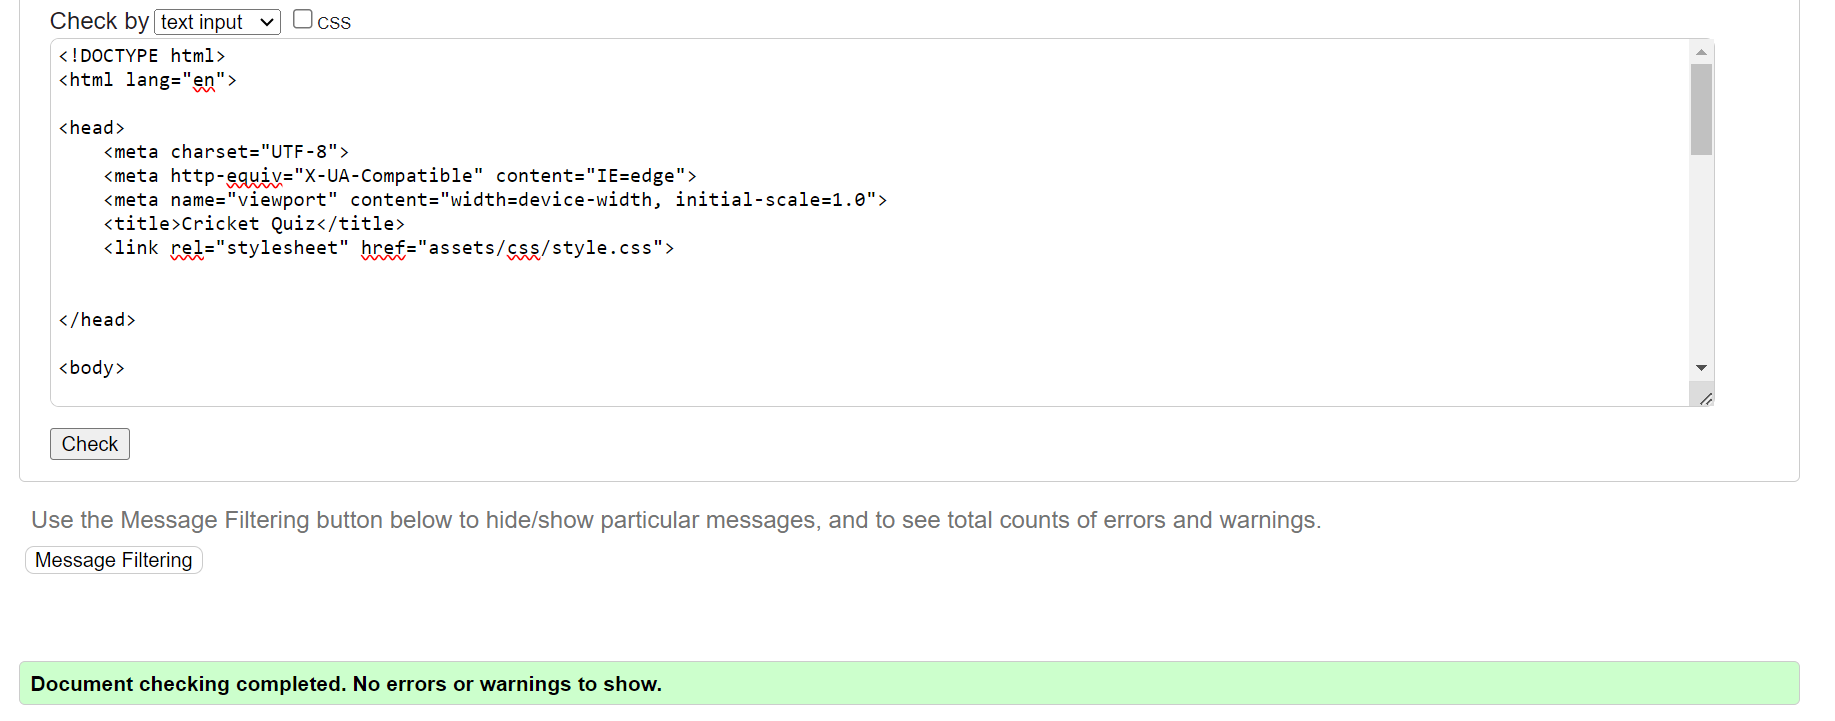 Check by text input CSS
<!DOCTYPE html>
<html lang="en">
<head>
<meta charset="UTF-8">
<meta http-equiv="X-UA-Compatible" content="IE=edge">
<meta name="viewport" content="width=device-width, initial-scale=1.0">
<title>Cricket Quiz</title>
<link rel="stylesheet" href="assets/css/style.css">
</head>
<body>
Check
Use the Message Filtering button below to hide/show particular messages, and to see total counts of errors and warnings.
Message Filtering
Document checking completed. No errors or warnings to show.